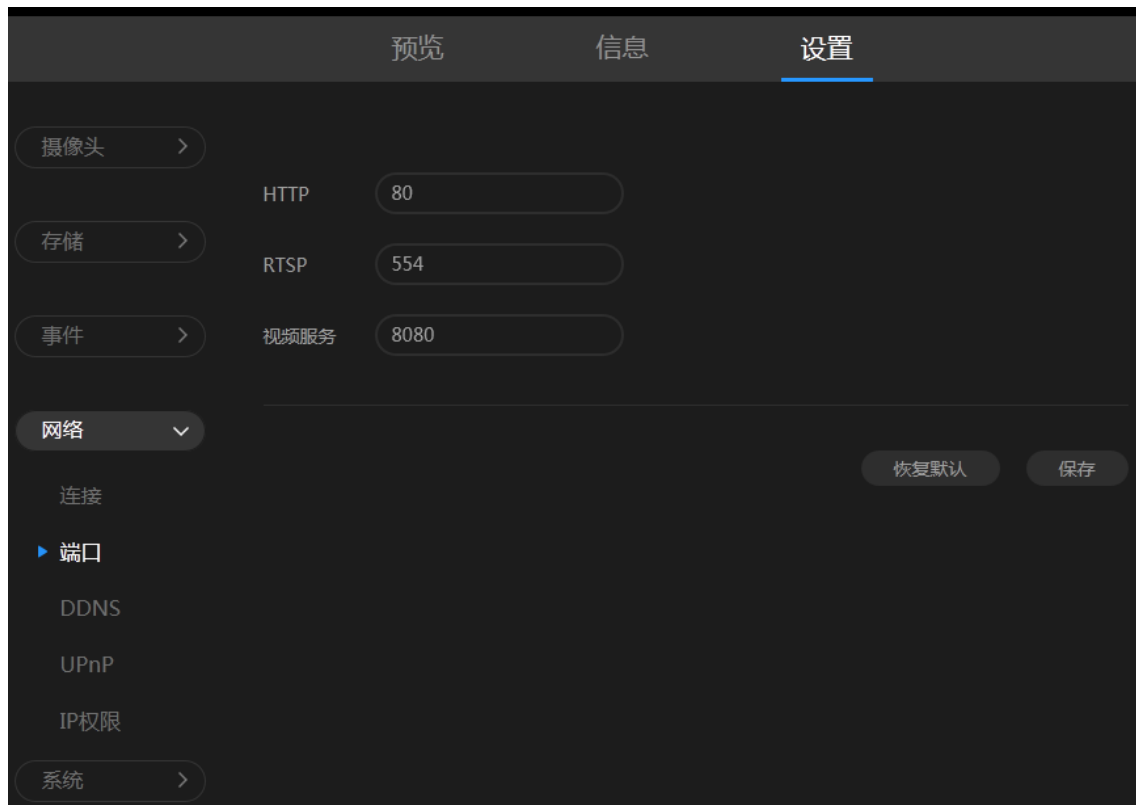 预览 信息 设置
摄像头
HTTP 80
存储
RTSP 554
事件
视频服务 8080
网络
恢复默认 保存
连接
端口
DDNS
UPnP
IP权限
系统